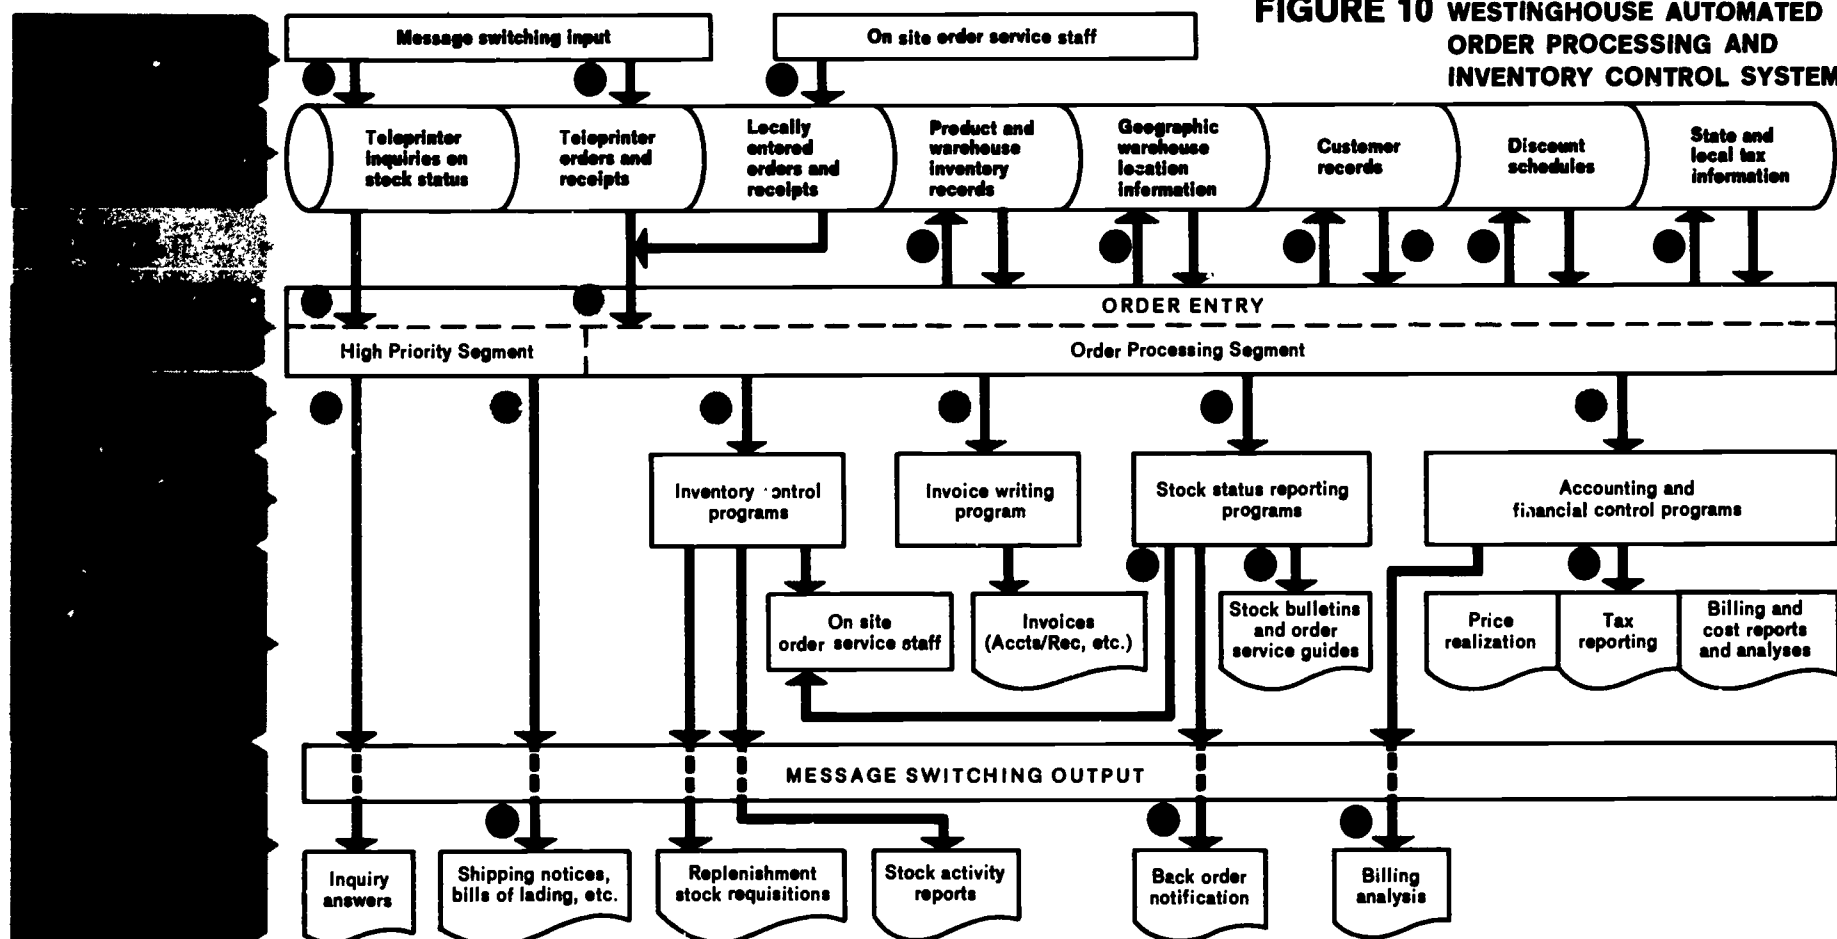 FIGURE 10 WESTINGHOUSE AUTOMATED
ORDER PROCESSING AND
INVENTORY CONTROL SYSTEM
Message switching input
On site order service staff
Teleprinter
inquiries on
stock status
Teleprinter
orders and
receipts
Locally
entered
orders and
receipts
Product and
warehouse
inventory
records
Geographic
warehouse
location
information
Customer
records
Discount
schedules
State and
local tax
information
ORDER ENTRY
High Priority Segment
Order Processing Segment
Inventory control
programs
Invoice writing
program
Stock status reporting
programs
Accounting and
financial control programs
On site
order service staff
Invoices
(Accts/Rec, etc.)
Stock bulletins
and order
service guides
Price
realization
Tax
reporting
Billing and
cost reports
and analyses
MESSAGE SWITCHING OUTPUT
Inquiry
answers
Shipping notices,
bills of lading, etc.
Replenishment
stock requisitions
Stock activity
reports
Back order
notification
Billing
analysis